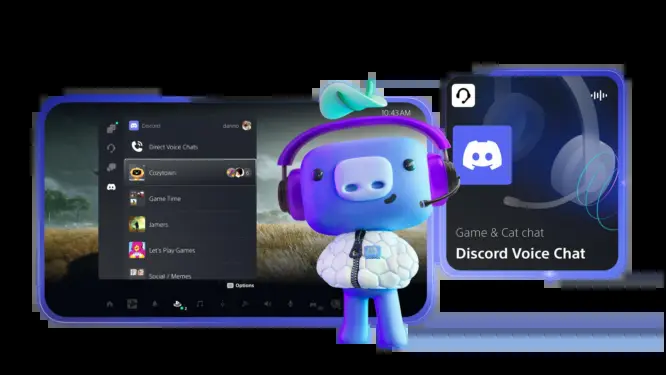 10:43 AM
Discord
Direct Voice Chats
Cozytown
6
Game Time
Jamers
Let's Play Games
Social / Memes
Options
Game & Cat chat
Discord Voice Chat